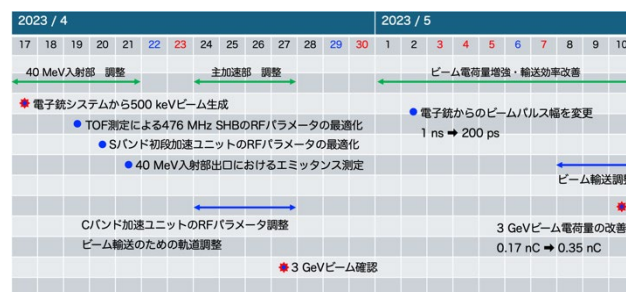 2023 / 4 2023 / 5
17 18 19 20 21 22 23 24 25 26 27 28 29 30 1 2 3 4 5 6 7 8 9 10
40 MeV入射部 調整 主加速部 調整 ビーム電荷量増強・輸送効率改善
電子銃システムから500 keVビーム生成
電子銃からのビームパルス幅を変更
TOF測定による476 MHz SHBのRFパラメータの最適化
1 ns ➡ 200 ps
Sバンド初段加速ユニットのRFパラメータの最適化
40 MeV入射部出口におけるエミッタンス測定
ビーム輸送調整
Cバンド加速ユニットのRFパラメータ調整
3 GeVビーム電荷量の改善
ビーム輸送のための軌道調整
0.17 nC ➡ 0.35 nC
3 GeVビーム確認